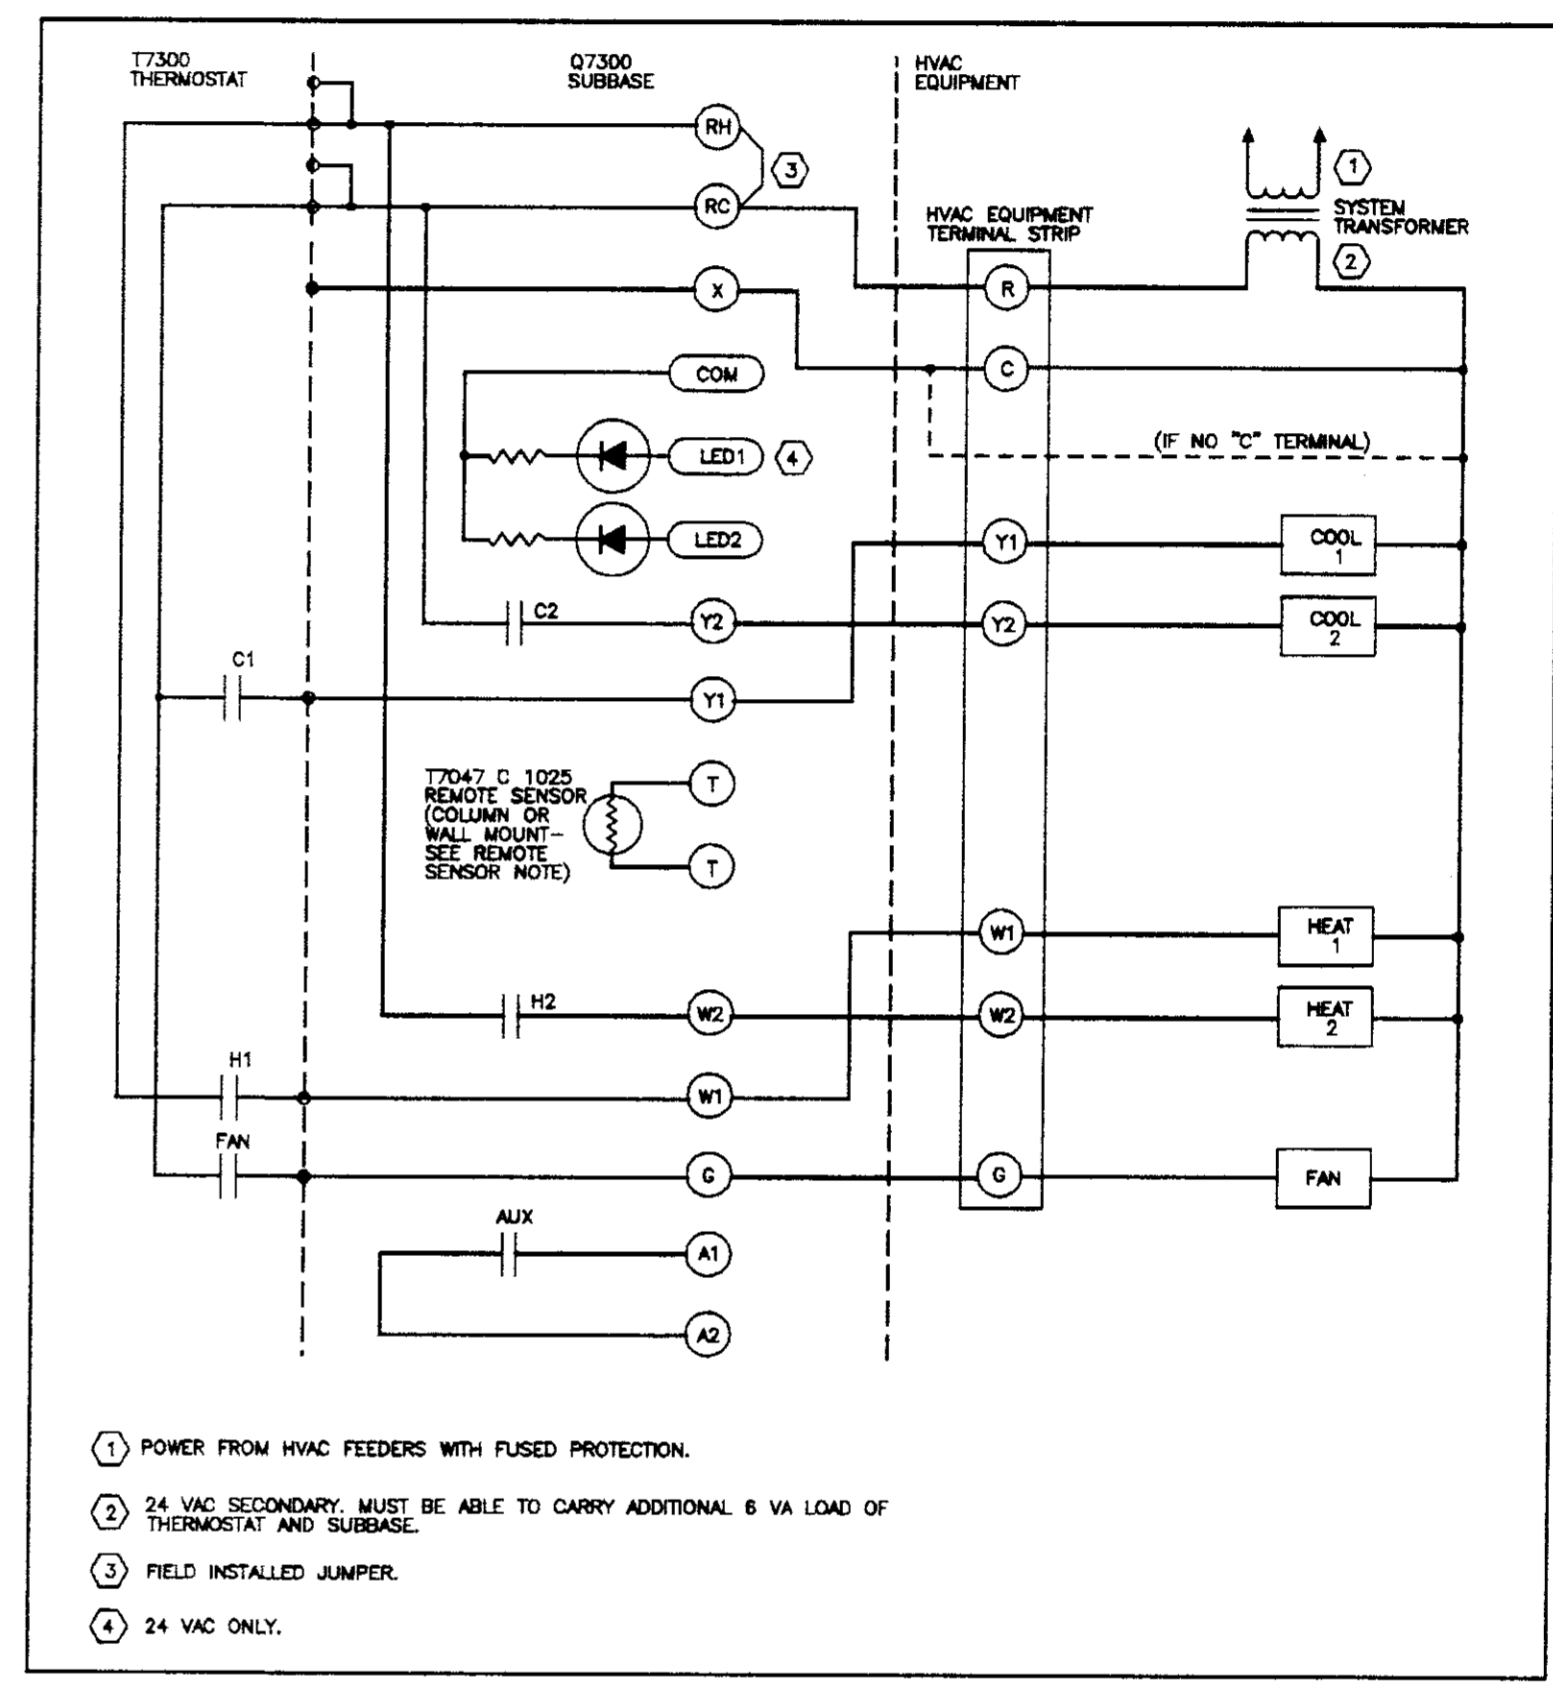 T7300
THERMOSTAT
Q7300
SUBBASE
HVAC
EQUIPMENT
RH
3
1
RC
HVAC EQUIPMENT
TERMINAL STRIP
SYSTEM
TRANSFORMER
2
X
R
COM
C
(IF NO "C" TERMINAL)
LED1
4
LED2
Y1
COOL
1
C2
Y2
Y2
COOL
2
C1
Y1
T7047 C 1025
REMOTE SENSOR
(COLUMN OR
WALL MOUNT-
SEE REMOTE
SENSOR NOTE)
T
T
W1
HEAT
1
H2
W2
W2
HEAT
2
H1
W1
FAN
G
G
FAN
AUX
A1
A2
1 POWER FROM HVAC FEEDERS WITH FUSED PROTECTION.
2 24 VAC SECONDARY. MUST BE ABLE TO CARRY ADDITIONAL 6 VA LOAD OF
THERMOSTAT AND SUBBASE.
3 FIELD INSTALLED JUMPER.
4 24 VAC ONLY.